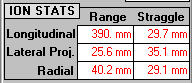 ION STATS Range Straggle
Longitudinal 390. mm 29.7 mm
Lateral Proj. 25.6 mm 35.1 mm
Radial 40.2 mm 29.1 mm